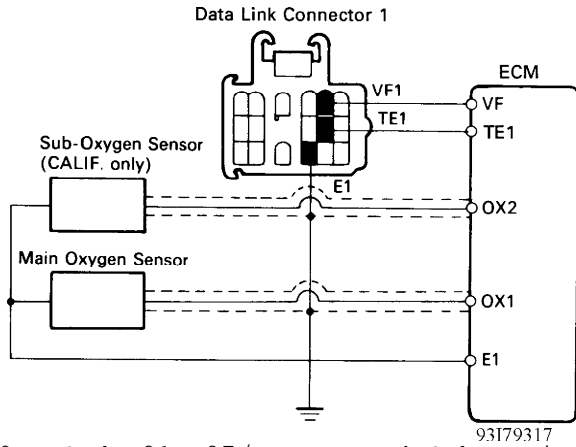 Data Link Connector 1
ECM
VF1
VF
TE1
TE1
Sub-Oxygen Sensor
(CALIF. only)
E1
OX2
Main Oxygen Sensor
OX1
E1
93I79317